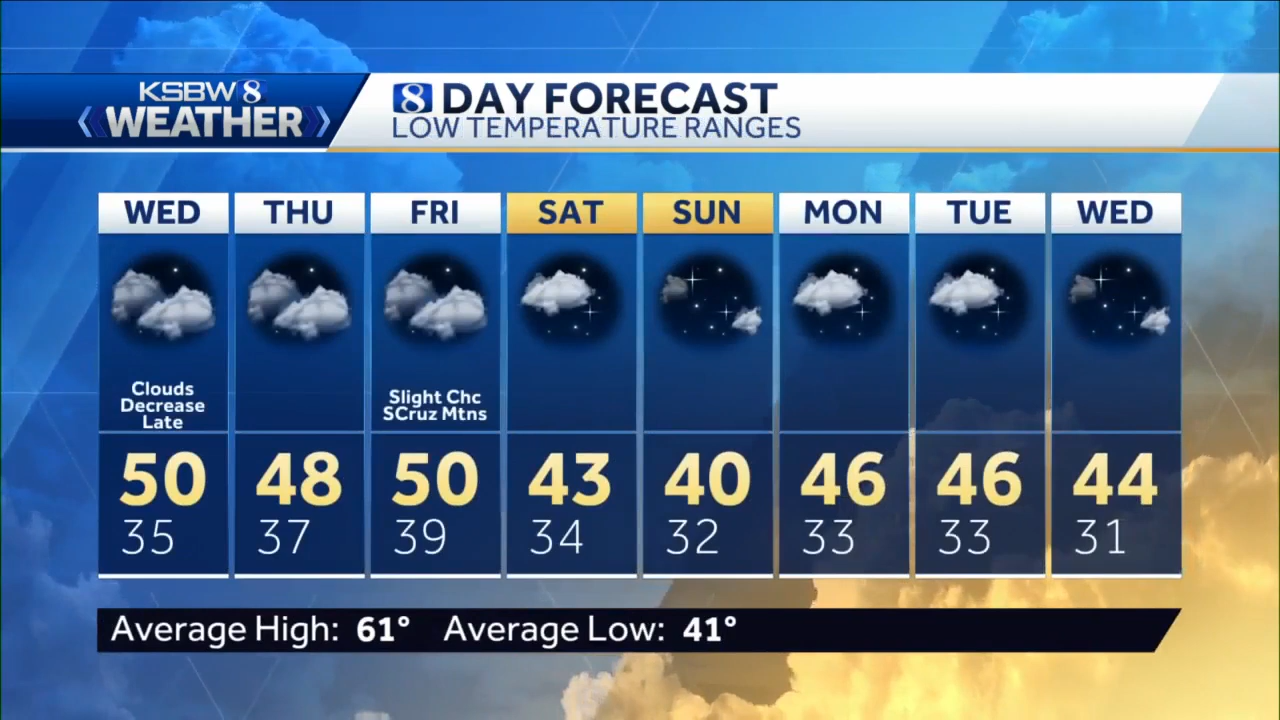 KSBW 8
WEATHER
8 DAY FORECAST
LOW TEMPERATURE RANGES
WED THU FRI SAT SUN MON TUE WED
Clouds
Decrease
Late
Slight Chc
SCruz Mtns
50 48 50 43 40 46 46 44
35 37 39 34 32 33 33 31
Average High: 61° Average Low: 41°